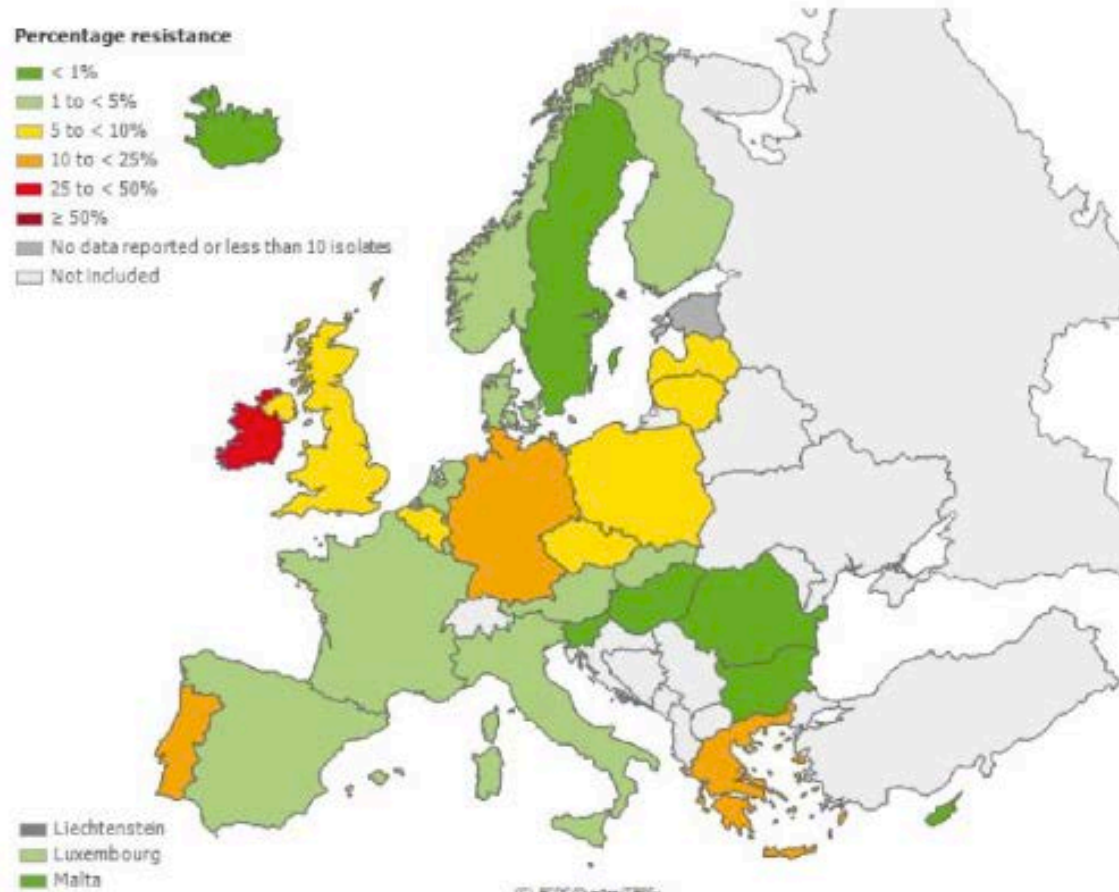 Percentage resistance
< 1%
1 to < 5%
5 to < 10%
10 to < 25%
25 to < 50%
≥ 50%
No data reported or less than 10 isolates
Not included
Liechtenstein
Luxembourg
Malta